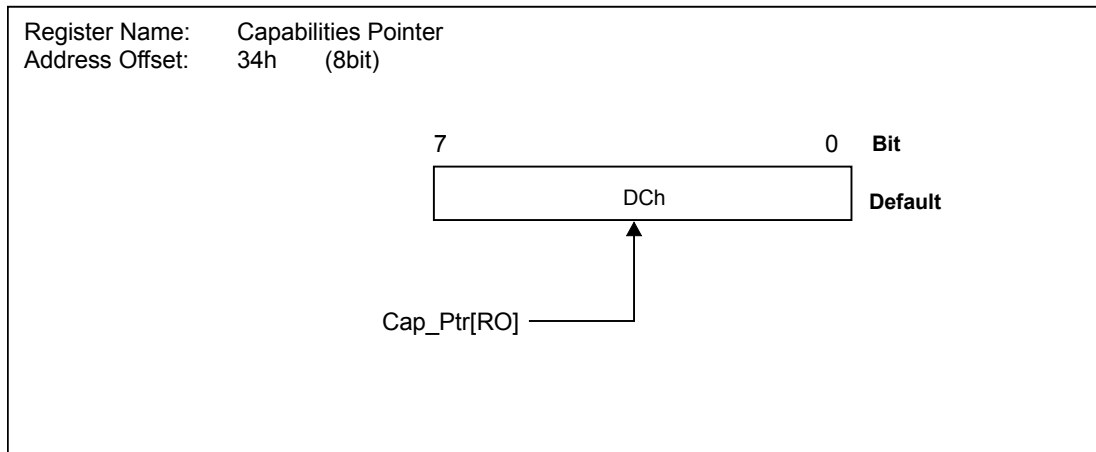 Register Name: Capabilities Pointer
Address Offset: 34h (8bit)
7 0 Bit
DCh Default
Cap_Ptr[RO]